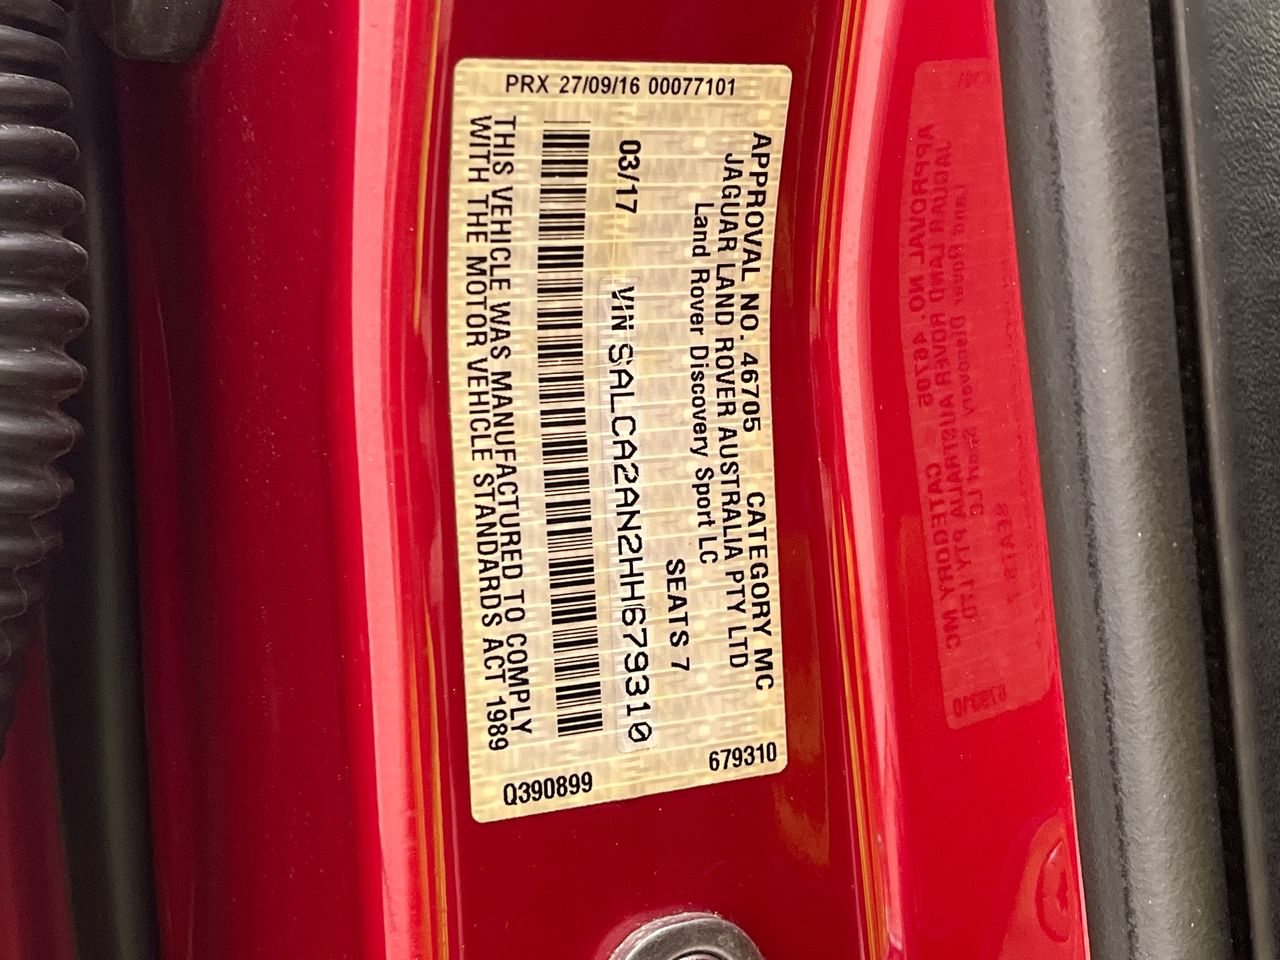 PRX 27/09/16 00077101
APPROVAL NO. 46705 CATEGORY MC
JAGUAR LAND ROVER AUSTRALIA PTY LTD
Land Rover Discovery Sport LC
SEATS 7
03/17 VIN SALCA2AN2HH679310
THIS VEHICLE WAS MANUFACTURED TO COMPLY
WITH THE MOTOR VEHICLE STANDARDS ACT 1989
Q390899
679310